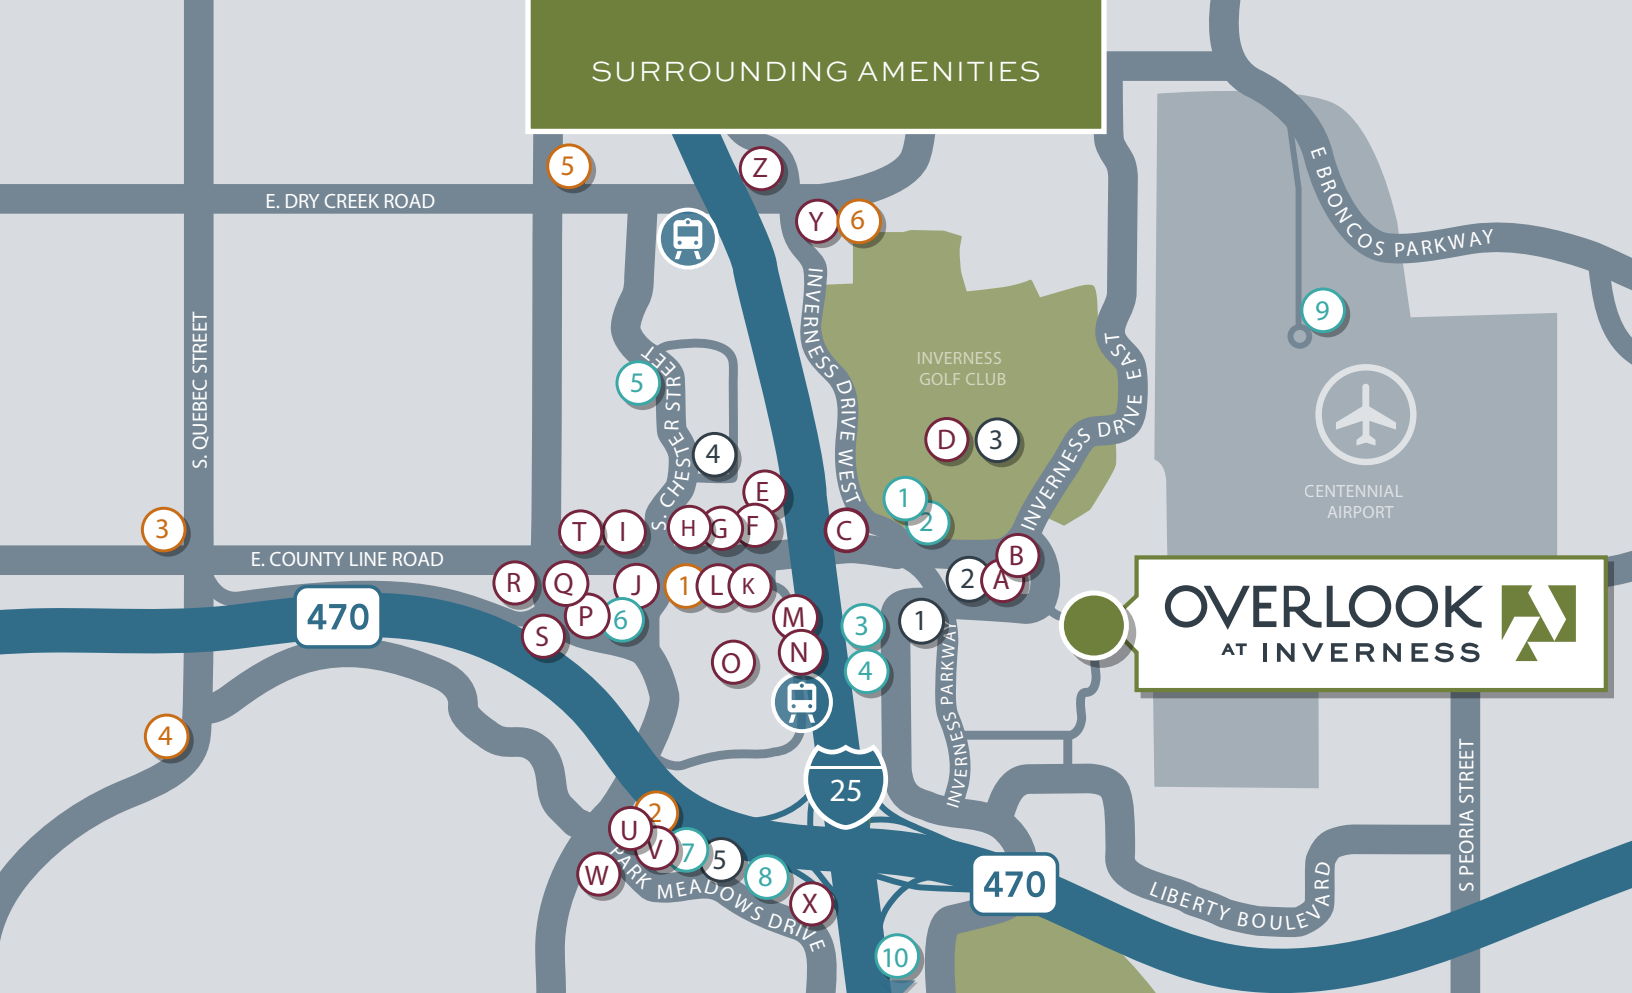 SURROUNDING AMENITIES
5
Z
E. DRY CREEK ROAD
Y
6
E BRONCOS PARKWAY
9
S. QUEBEC STREET
INVERNESS DRIVE WEST
INVERNESS
GOLF CLUB
INVERNESS DRIVE EAST
5
S. CHESTER STREET
4
D
3
CENTENNIAL
AIRPORT
E
1
2
3
T
I
H
G
F
C
E. COUNTY LINE ROAD
B
R
Q
J
1
L
K
2
A
470
P
6
M
3
1
S
O
N
4
OVERLOOK
AT INVERNESS
INVERNESS PARKWAY
4
25
S PEORIA STREET
2
U
V
7
5
W
8
X
PARK MEADOWS DRIVE
470
LIBERTY BOULEVARD
10